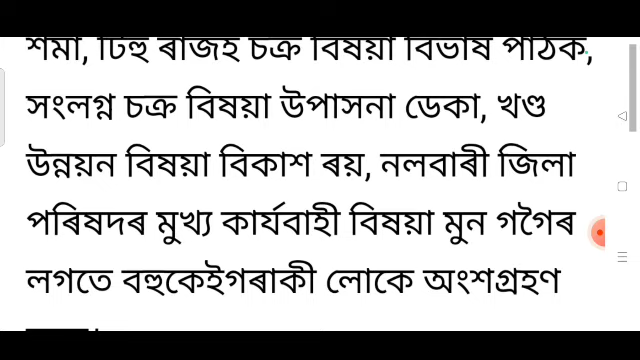 শৰ্মা, টিহু ৰাজহ চক্ৰ বিষয়া বিভাষ পাঠক,
সংলগ্ন চক্ৰ বিষয়া উপাসনা ডেকা, খণ্ড
উন্নয়ন বিষয়া বিকাশ ৰয়, নলবাৰী জিলা
পৰিষদৰ মুখ্য কাৰ্যবাহী বিষয়া মুন গগৈৰ
লগতে বহুকেইগৰাকী লোকে অংশগ্ৰহণ